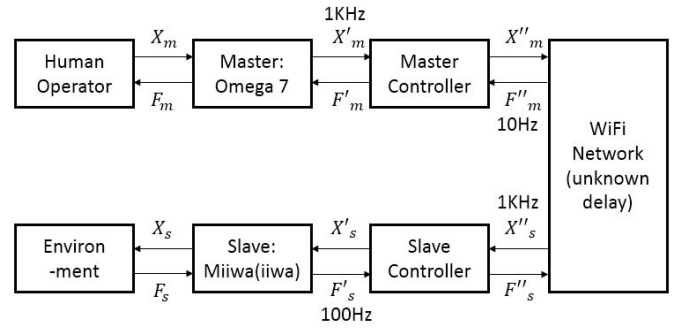 1KHz
X_m
X'_m
X''_m
Human
Operator
Master:
Omega 7
Master
Controller
F_m
F'_m
F''_m
10Hz
WiFi
Network
(unknown
delay)
1KHz
X_s
X'_s
X''_s
Environ
-ment
Slave:
Miiwa(iiwa)
Slave
Controller
F_s
F'_s
F''_s
100Hz